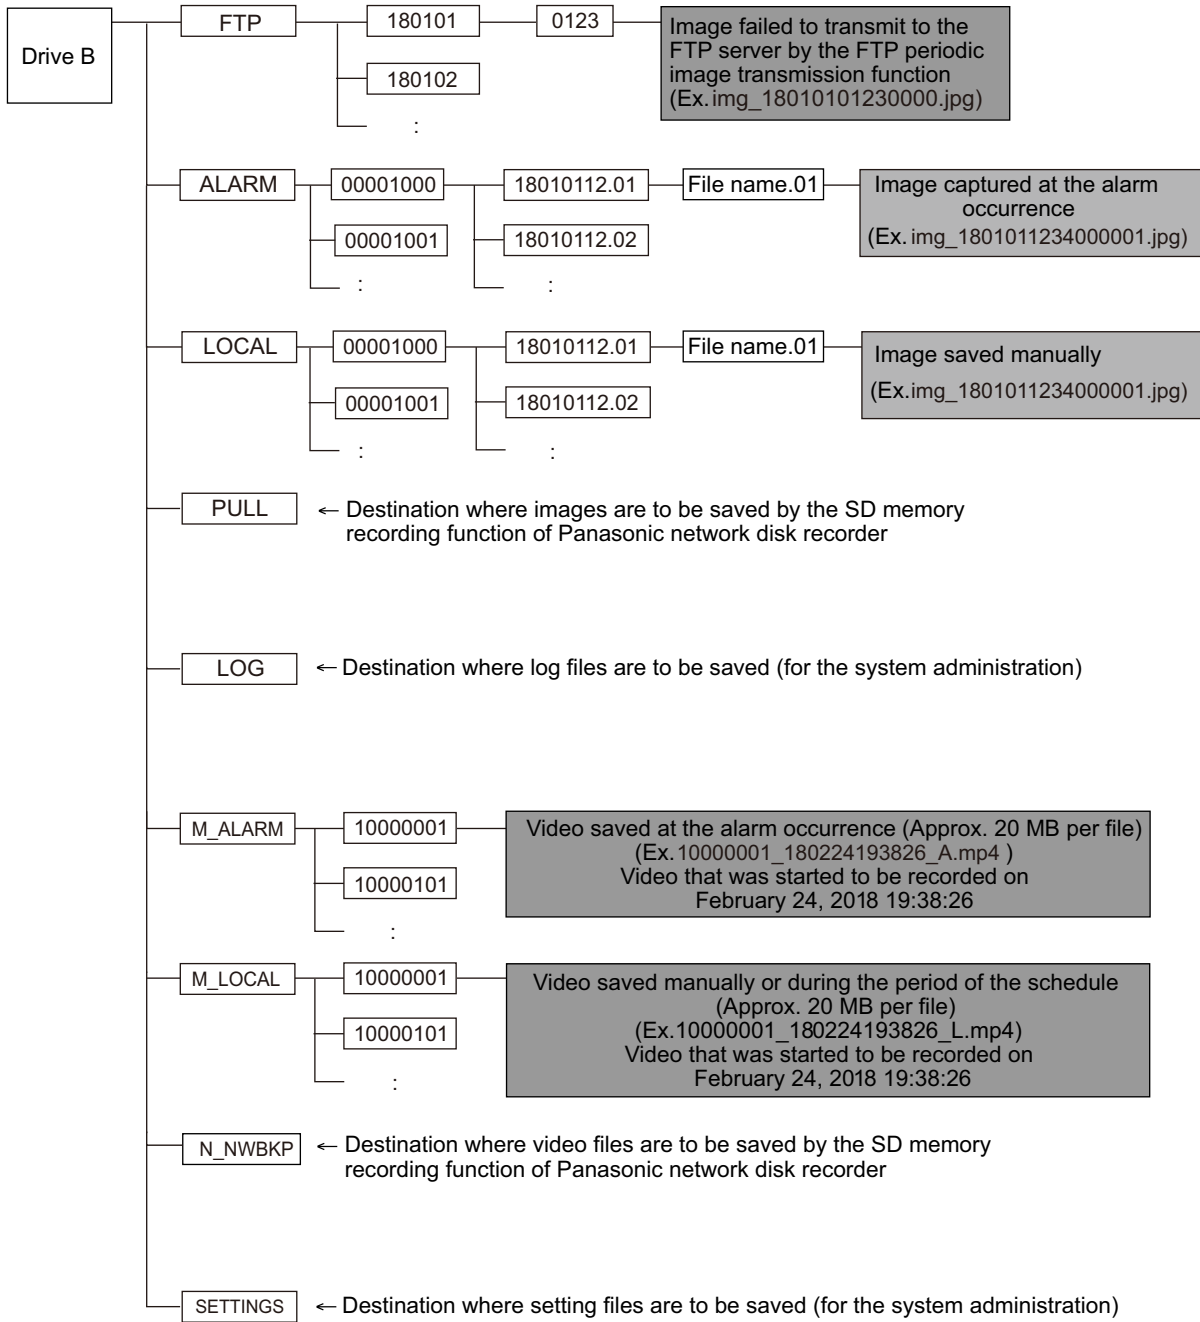 Drive B
FTP
180101
0123
Image failed to transmit to the
FTP server by the FTP periodic
image transmission function
(Ex.img_18010101230000.jpg)
180102
:
ALARM
00001000
18010112.01
File name.01
Image captured at the alarm
occurrence
(Ex. img_1801011234000001.jpg)
00001001
18010112.02
:
:
LOCAL
00001000
18010112.01
File name.01
Image saved manually
(Ex.img_1801011234000001.jpg)
00001001
18010112.02
:
:
PULL
← Destination where images are to be saved by the SD memory
recording function of Panasonic network disk recorder
LOG
← Destination where log files are to be saved (for the system administration)
M_ALARM
10000001
Video saved at the alarm occurrence (Approx. 20 MB per file)
(Ex.10000001_180224193826_A.mp4 )
Video that was started to be recorded on
February 24, 2018 19:38:26
10000101
:
M_LOCAL
10000001
Video saved manually or during the period of the schedule
(Approx. 20 MB per file)
(Ex.10000001_180224193826_L.mp4)
Video that was started to be recorded on
February 24, 2018 19:38:26
10000101
:
N_NWBKP
← Destination where video files are to be saved by the SD memory
recording function of Panasonic network disk recorder
SETTINGS
← Destination where setting files are to be saved (for the system administration)